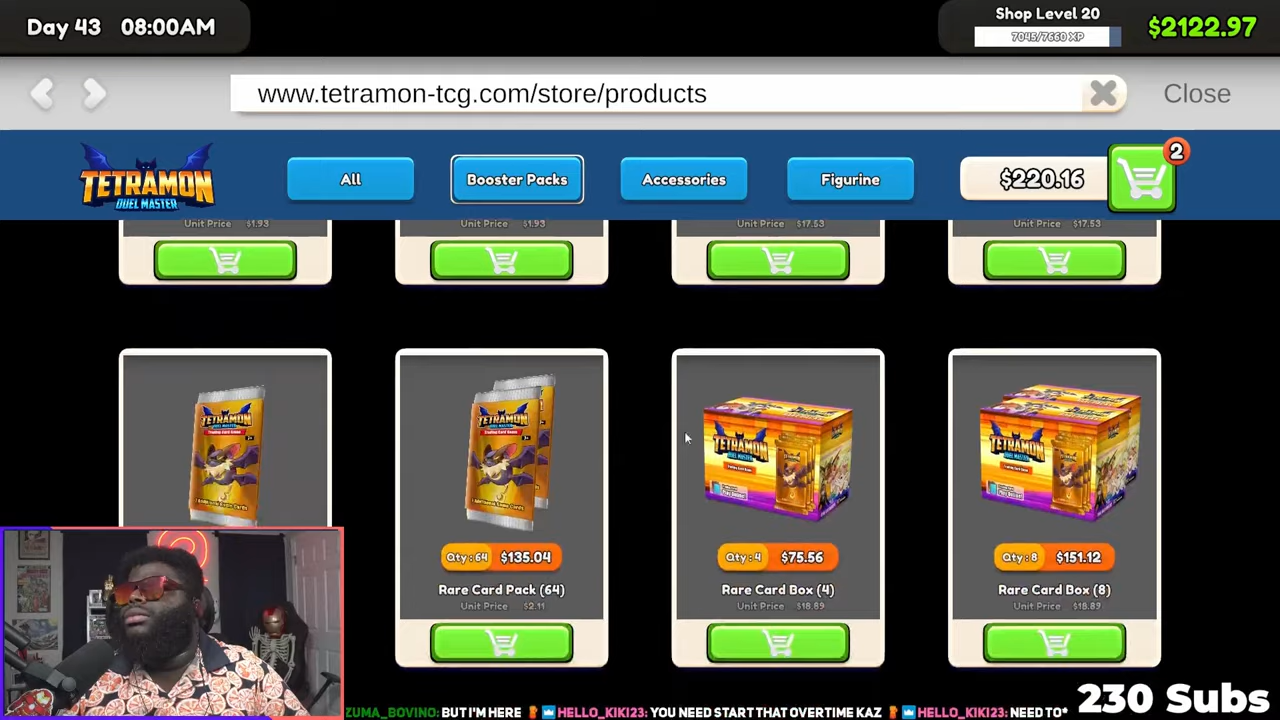 Day 43 08:00AM
Shop Level 20
7045/7660 XP
$2122.97
www.tetramon-tcg.com/store/products
Close
TETRAMON
DUEL MASTER
All
Booster Packs
Accessories
Figurine
$220.16
2
Unit Price $1.93
Unit Price $1.93
Unit Price $17.53
Unit Price $17.53
TETRAMON
TETRAMON
TETRAMON
TETRAMON
Qty: 64 $135.04
Rare Card Pack (64)
Unit Price $2.11
Qty: 4 $75.56
Rare Card Box (4)
Unit Price $18.89
Qty: 8 $151.12
Rare Card Box (8)
Unit Price $18.89
230 Subs
ZUMA_BOVINO: BUT I'M HERE HELLO_KIKI23: YOU NEED START THAT OVERTIME KAZ HELLO_KIKI23: NEED TO*